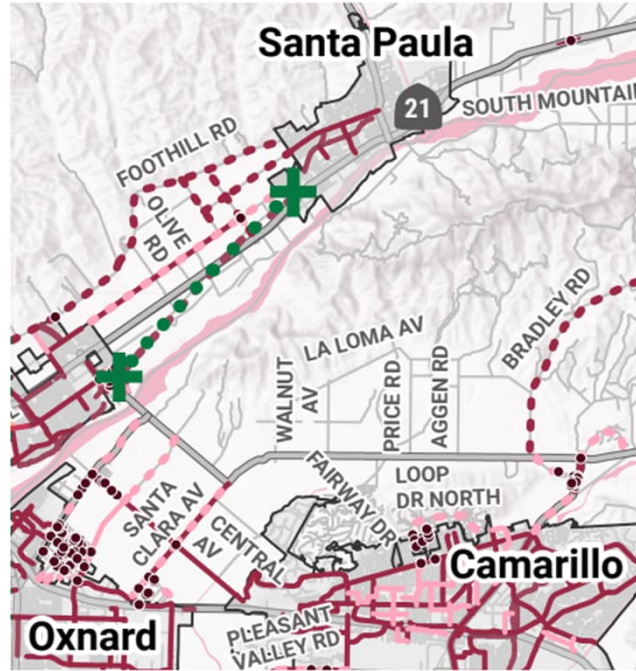 Santa Paula
21
SOUTH MOUNTAI
FOOTHILL RD
OLIVE
RD
BRADLEY RD
LA LOMA AV
WALNUT
AV
PRICE RD
AGGEN RD
LOOP
DR NORTH
FAIRWAY DR
SANTA
CLARA AV
CENTRAL
AV
Camarillo
Oxnard
PLEASANT
VALLEY RD